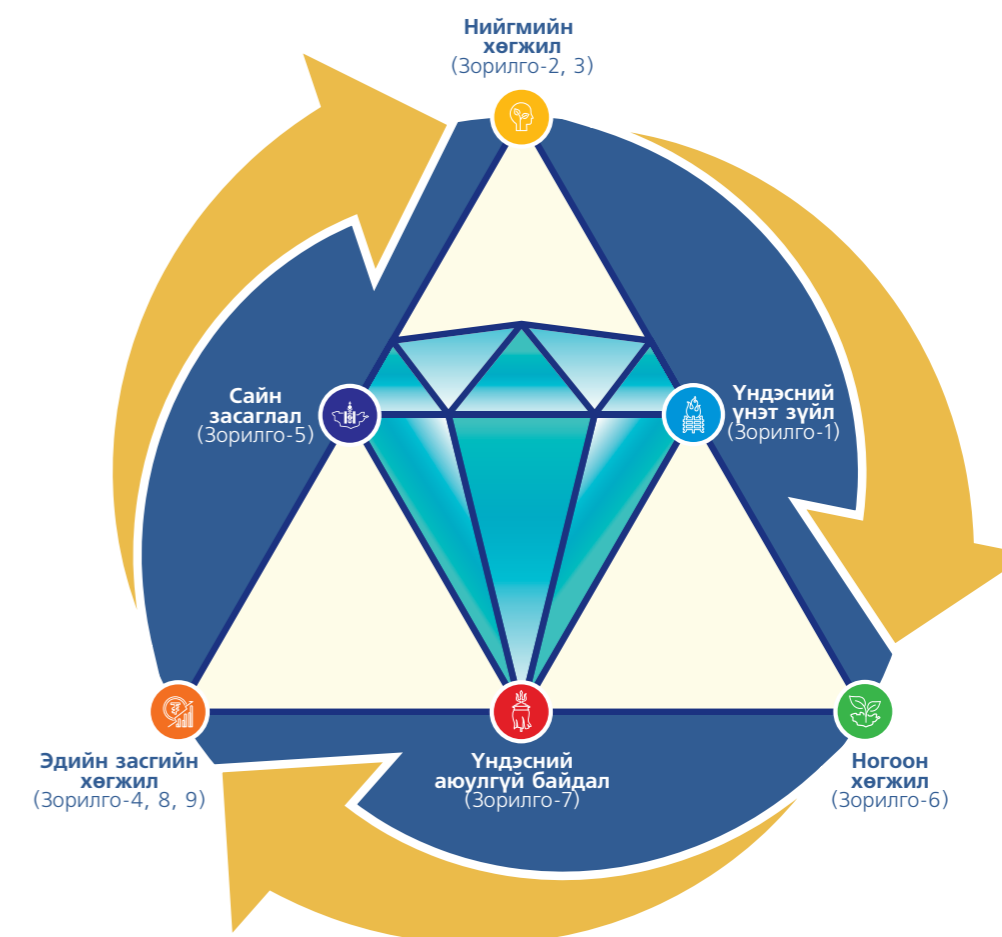 Нийгмийн
хөгжил
(Зорилго-2, 3)
Сайн
засаглал
(Зорилго-5)
Үндэсний
үнэт зүйл
(Зорилго-1)
Эдийн засгийн
хөгжил
(Зорилго-4, 8, 9)
Үндэсний
аюулгүй байдал
(Зорилго-7)
Ногоон
хөгжил
(Зорилго-6)